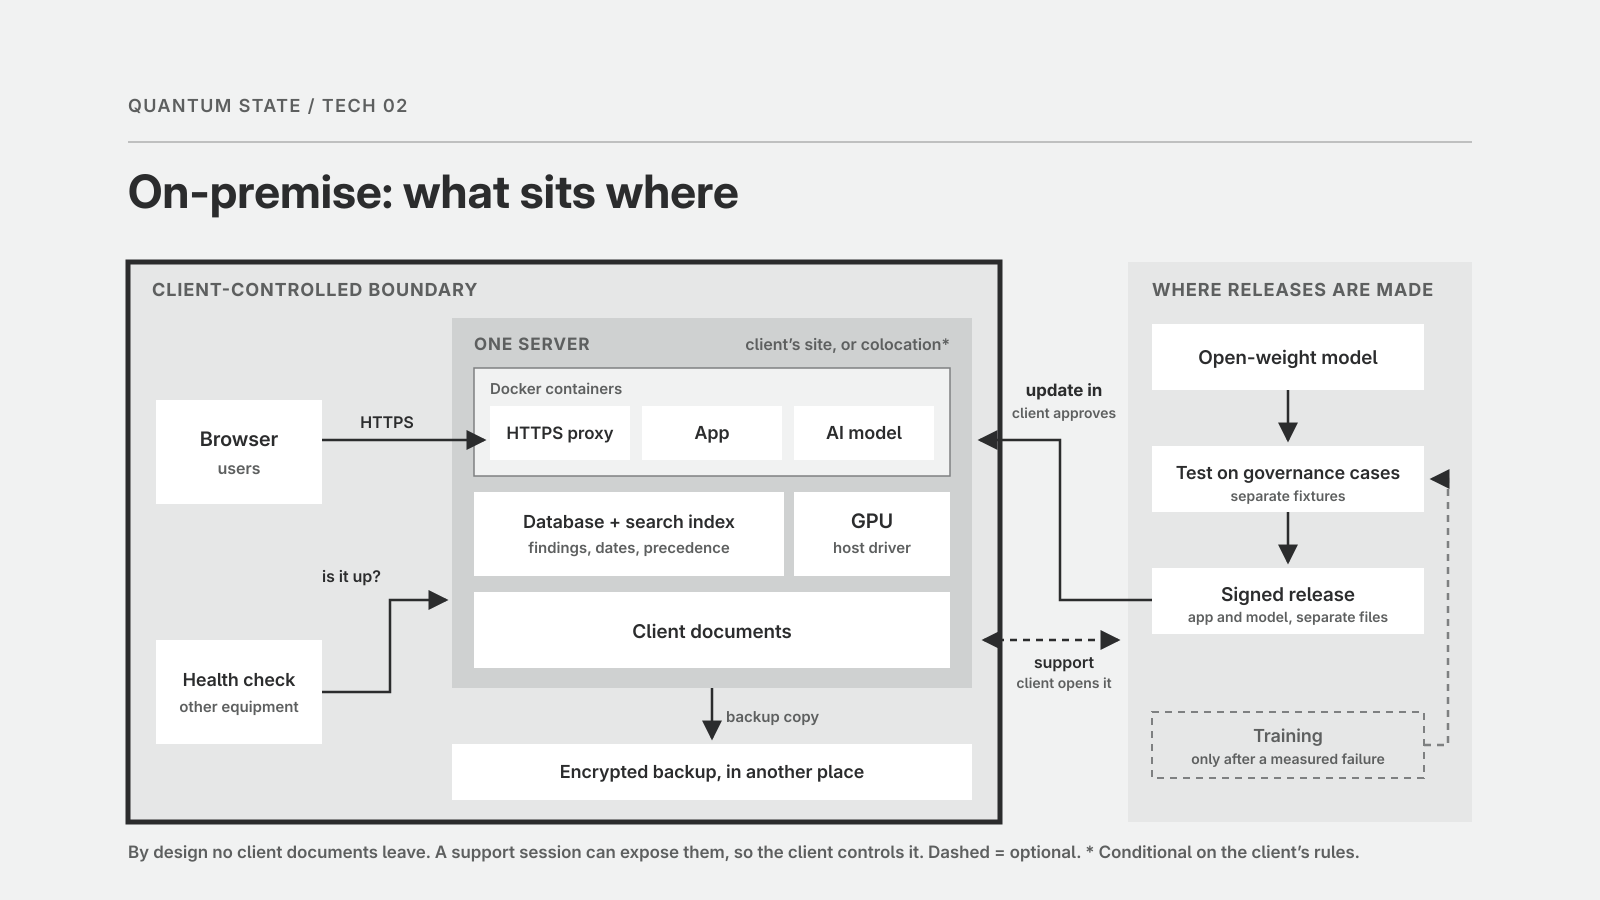 QUANTUM STATE / TECH 02
On-premise: what sits where
CLIENT-CONTROLLED BOUNDARY
ONE SERVER
client’s site, or colocation*
Docker containers
HTTPS proxy
App
AI model
Browser
users
HTTPS
Database + search index
findings, dates, precedence
GPU
host driver
is it up?
Client documents
Health check
other equipment
backup copy
Encrypted backup, in another place
update in
client approves
support
client opens it
WHERE RELEASES ARE MADE
Open-weight model
Test on governance cases
separate fixtures
Signed release
app and model, separate files
Training
only after a measured failure
By design no client documents leave. A support session can expose them, so the client controls it. Dashed = optional. * Conditional on the client’s rules.